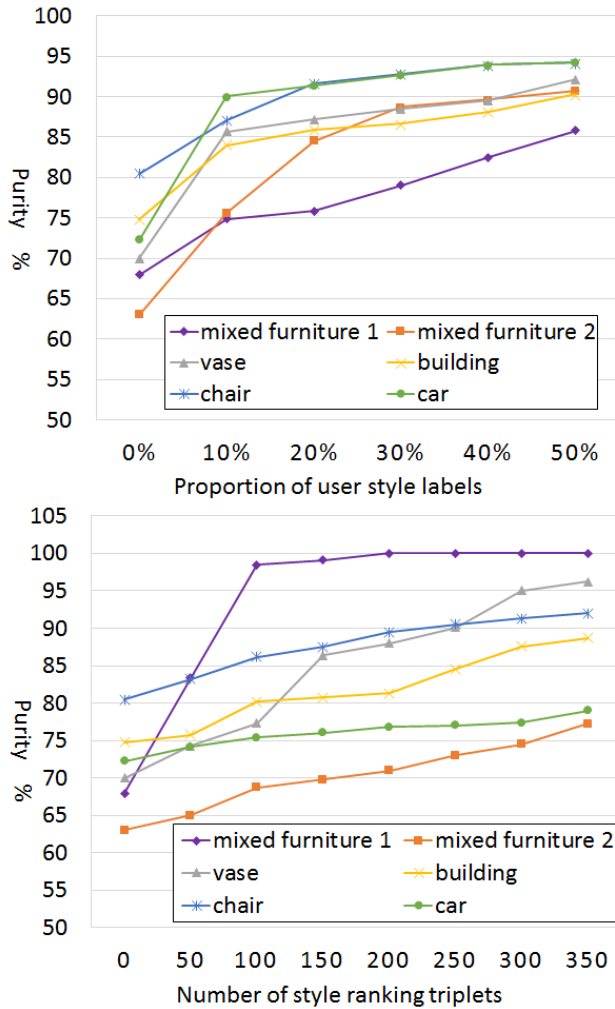 100
95
90
85
80
75
70
65
60
55
50
Purity %
mixed furniture 1 mixed furniture 2
vase building
chair car
0% 10% 20% 30% 40% 50%
Proportion of user style labels
105
100
95
90
85
80
75
70
65
60
55
50
Purity %
mixed furniture 1 mixed furniture 2
vase building
chair car
0 50 100 150 200 250 300 350
Number of style ranking triplets